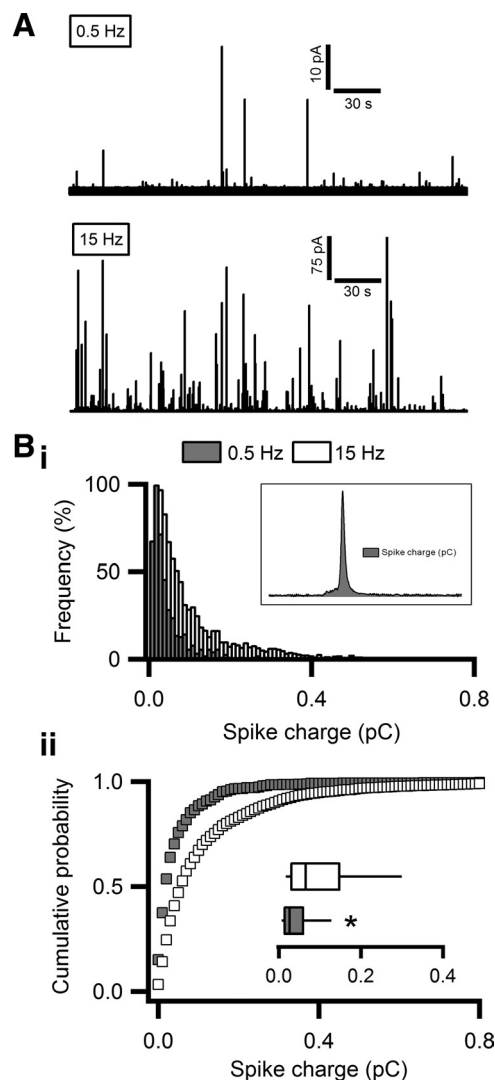 A
0.5 Hz
10 pA
30 s
15 Hz
75 pA
30 s
B i
0.5 Hz 15 Hz
Frequency (%)
100
50
0
Spike charge (pC)
0.0 0.4 0.8
Spike charge (pC)
ii
Cumulative probability
1.0
0.5
0.0
*
0.0 0.2 0.4
0.0 0.4 0.8
Spike charge (pC)